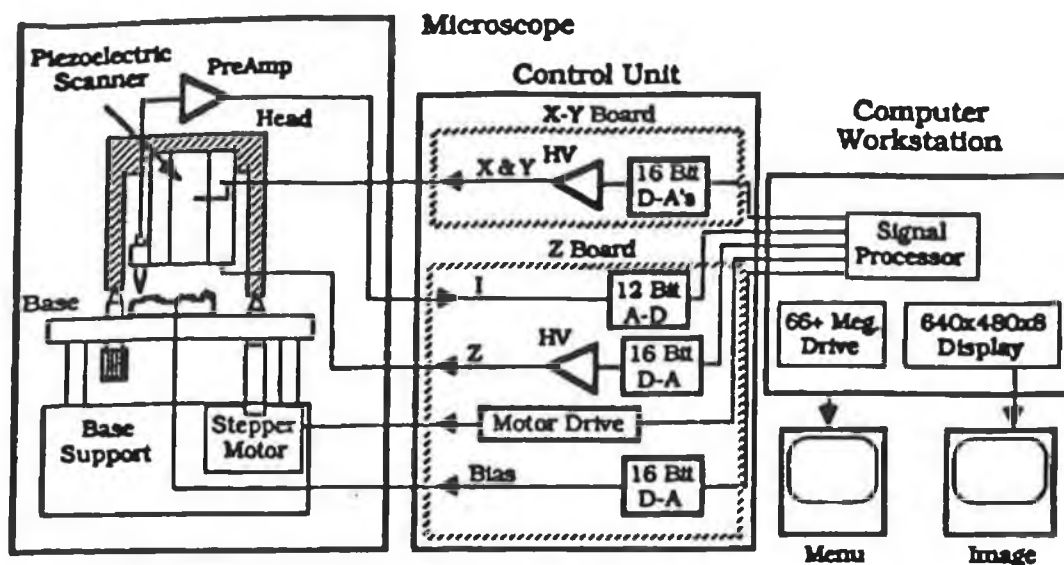 Microscope
Piezoelectric
Scanner
PreAmp
Head
Base
Base
Support
Stepper
Motor
Control Unit
X-Y Board
X & Y
HV
16 Bit
D-A's
Z Board
I
12 Bit
A-D
Z
HV
16 Bit
D-A
Motor Drive
Bias
16 Bit
D-A
Computer
Workstation
Signal
Processor
66+ Meg.
Drive
640x480x8
Display
Menu
Image